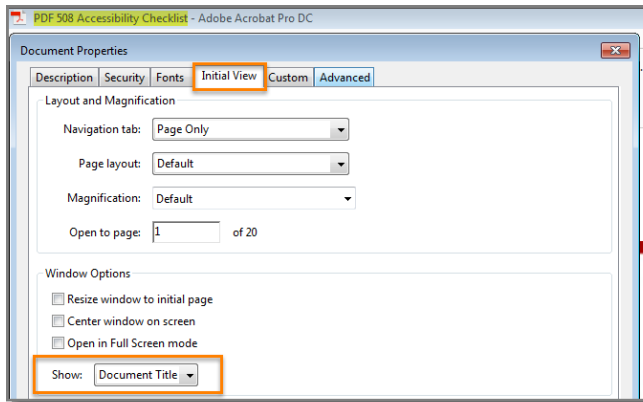 PDF 508 Accessibility Checklist - Adobe Acrobat Pro DC
Document Properties
Description Security Fonts Initial View Custom Advanced
Layout and Magnification
Navigation tab: Page Only
Page layout: Default
Magnification: Default
Open to page: 1 of 20
Window Options
Resize window to initial page
Center window on screen
Open in Full Screen mode
Show: Document Title